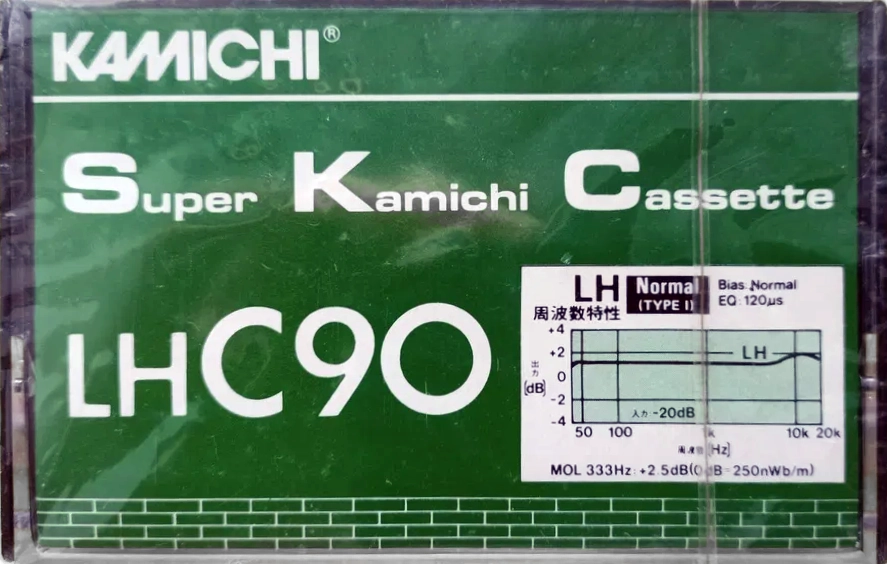 KAMICHI®
Super Kamichi Cassette
LHC90
LH Normal (TYPE I) Bias: Normal
EQ: 120µs
周波数特性
+4
+2
0
-2
-4
出力
(dB)
LH
入力 -20dB
50 100 1k 10k 20k
周波数 (Hz)
MOL 333Hz: +2.5dB(0dB=250nWb/m)